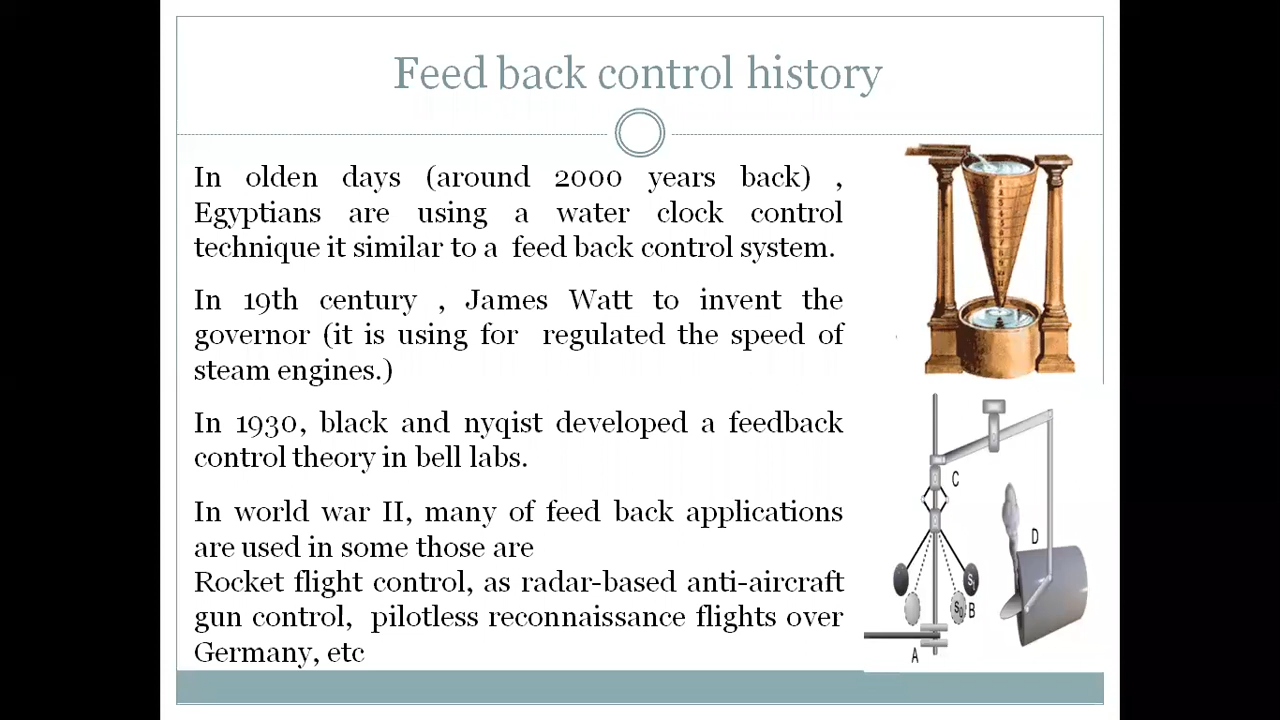 Feed back control history
In olden days (around 2000 years back) ,
Egyptians are using a water clock control
technique it similar to a feed back control system.
In 19th century , James Watt to invent the
governor (it is using for regulated the speed of
steam engines.)
In 1930, black and nyqist developed a feedback
control theory in bell labs.
In world war II, many of feed back applications
are used in some those are
Rocket flight control, as radar-based anti-aircraft
gun control, pilotless reconnaissance flights over
Germany, etc
C
D
S₁
S₀
B
A